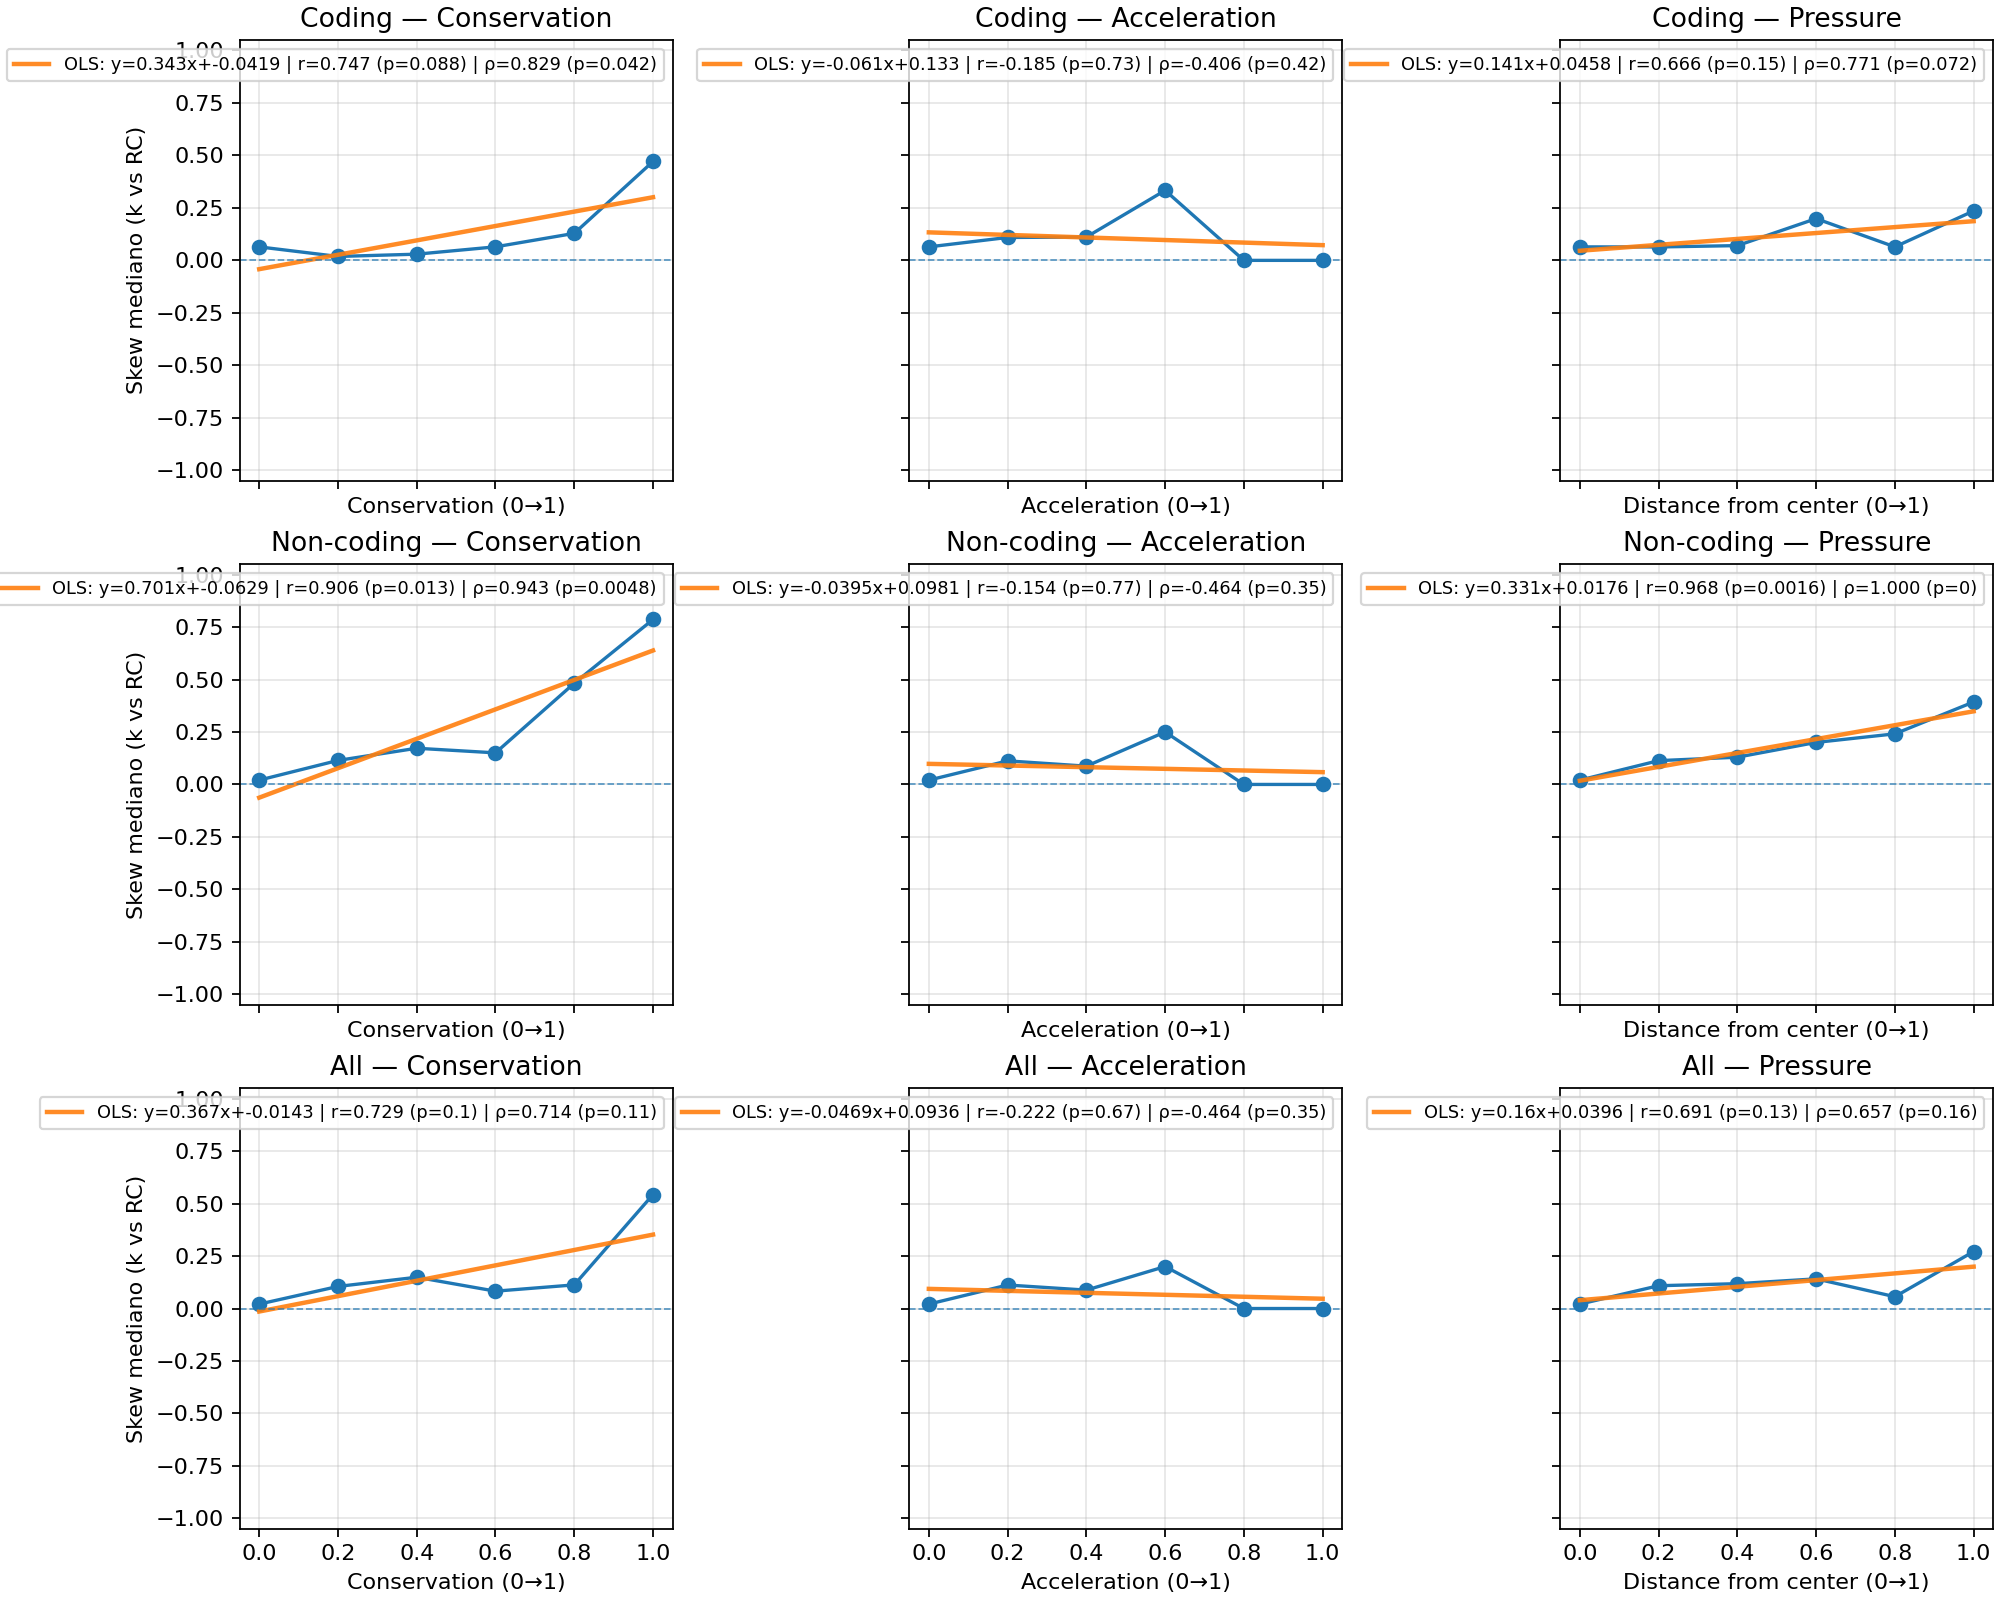 Coding — Conservation
Coding — Acceleration
Coding — Pressure
1.00
OLS: y=0.343x+-0.0419 | r=0.747 (p=0.088) | ρ=0.829 (p=0.042)
OLS: y=-0.061x+0.133 | r=-0.185 (p=0.73) | ρ=-0.406 (p=0.42)
OLS: y=0.141x+0.0458 | r=0.666 (p=0.15) | ρ=0.771 (p=0.072)
0.75
0.50
0.25
0.00
−0.25
−0.50
−0.75
−1.00
Skew mediano (k vs RC)
Conservation (0→1)
Acceleration (0→1)
Distance from center (0→1)
Non-coding — Conservation
Non-coding — Acceleration
Non-coding — Pressure
1.00
OLS: y=0.701x+-0.0629 | r=0.906 (p=0.013) | ρ=0.943 (p=0.0048)
OLS: y=-0.0395x+0.0981 | r=-0.154 (p=0.77) | ρ=-0.464 (p=0.35)
OLS: y=0.331x+0.0176 | r=0.968 (p=0.0016) | ρ=1.000 (p=0)
0.75
0.50
0.25
0.00
−0.25
−0.50
−0.75
−1.00
Skew mediano (k vs RC)
Conservation (0→1)
Acceleration (0→1)
Distance from center (0→1)
All — Conservation
All — Acceleration
All — Pressure
1.00
OLS: y=0.367x+-0.0143 | r=0.729 (p=0.1) | ρ=0.714 (p=0.11)
OLS: y=-0.0469x+0.0936 | r=-0.222 (p=0.67) | ρ=-0.464 (p=0.35)
OLS: y=0.16x+0.0396 | r=0.691 (p=0.13) | ρ=0.657 (p=0.16)
0.75
0.50
0.25
0.00
−0.25
−0.50
−0.75
−1.00
Skew mediano (k vs RC)
0.0 0.2 0.4 0.6 0.8 1.0
0.0 0.2 0.4 0.6 0.8 1.0
0.0 0.2 0.4 0.6 0.8 1.0
Conservation (0→1)
Acceleration (0→1)
Distance from center (0→1)